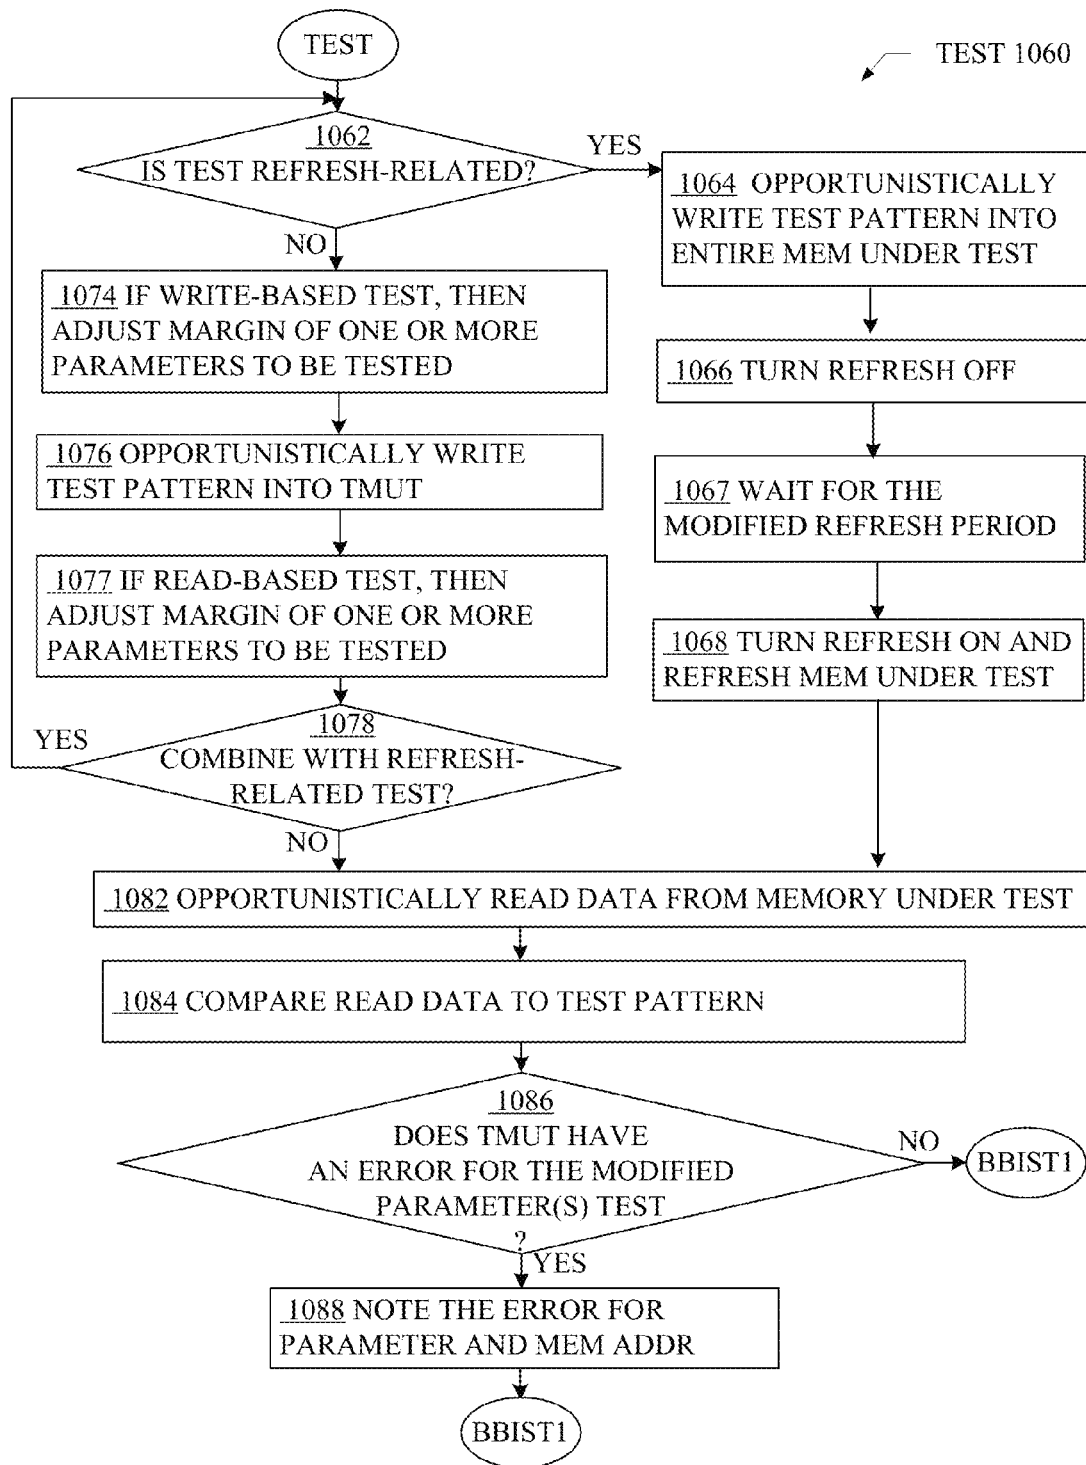 TEST
TEST 1060
1062
IS TEST REFRESH-RELATED?
YES
NO
1064 OPPORTUNISTICALLY
WRITE TEST PATTERN INTO
ENTIRE MEM UNDER TEST
1074 IF WRITE-BASED TEST, THEN
ADJUST MARGIN OF ONE OR MORE
PARAMETERS TO BE TESTED
1066 TURN REFRESH OFF
1076 OPPORTUNISTICALLY WRITE
TEST PATTERN INTO TMUT
1067 WAIT FOR THE
MODIFIED REFRESH PERIOD
1077 IF READ-BASED TEST, THEN
ADJUST MARGIN OF ONE OR MORE
PARAMETERS TO BE TESTED
1068 TURN REFRESH ON AND
REFRESH MEM UNDER TEST
1078
COMBINE WITH REFRESH-
RELATED TEST?
YES
NO
1082 OPPORTUNISTICALLY READ DATA FROM MEMORY UNDER TEST
1084 COMPARE READ DATA TO TEST PATTERN
1086
DOES TMUT HAVE
AN ERROR FOR THE MODIFIED
PARAMETER(S) TEST
?
NO
BBIST1
YES
1088 NOTE THE ERROR FOR
PARAMETER AND MEM ADDR
BBIST1